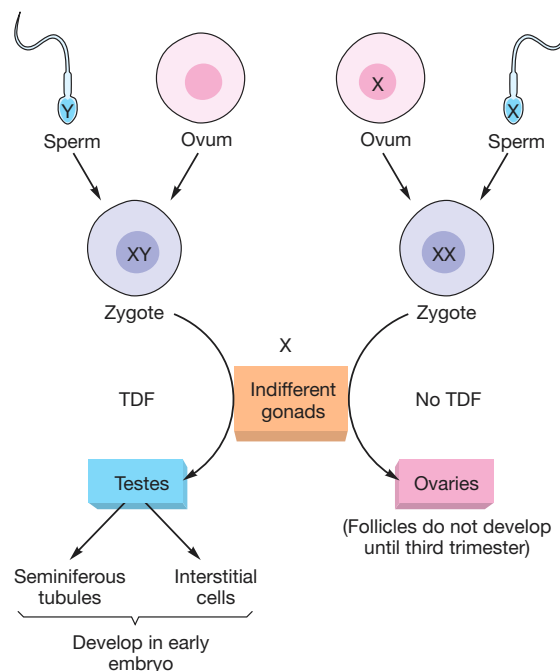 Y
X
X
Sperm
Ovum
Ovum
Sperm
XY
XX
Zygote
Zygote
X
TDF
Indifferent
gonads
No TDF
Testes
Ovaries
(Follicles do not develop
until third trimester)
Seminiferous
tubules
Interstitial
cells
Develop in early
embryo